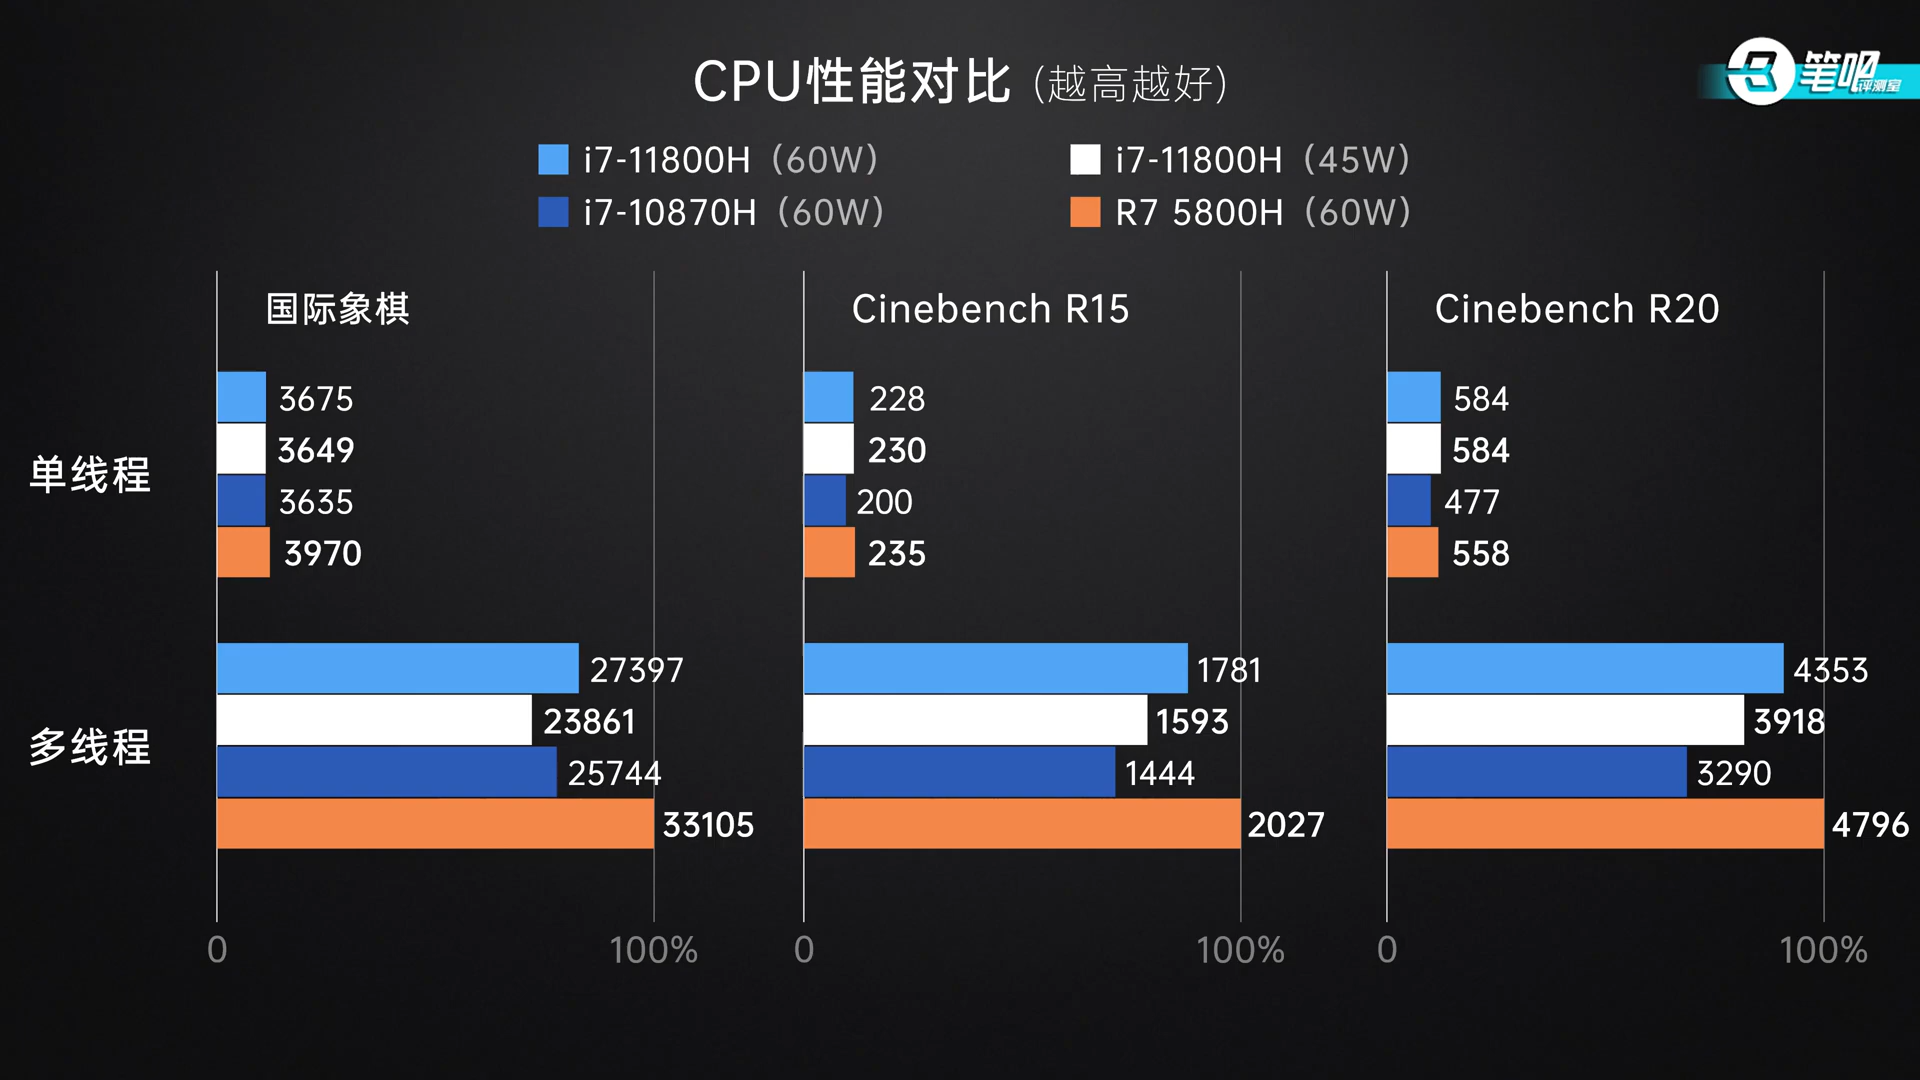 CPU性能对比 (越高越好)
笔吧
评测室
i7-11800H (60W)
i7-11800H (45W)
i7-10870H (60W)
R7 5800H (60W)
国际象棋
Cinebench R15
Cinebench R20
单线程
3675
3649
3635
3970
228
230
200
235
584
584
477
558
多线程
27397
23861
25744
33105
1781
1593
1444
2027
4353
3918
3290
4796
0
100%
0
100%
0
100%